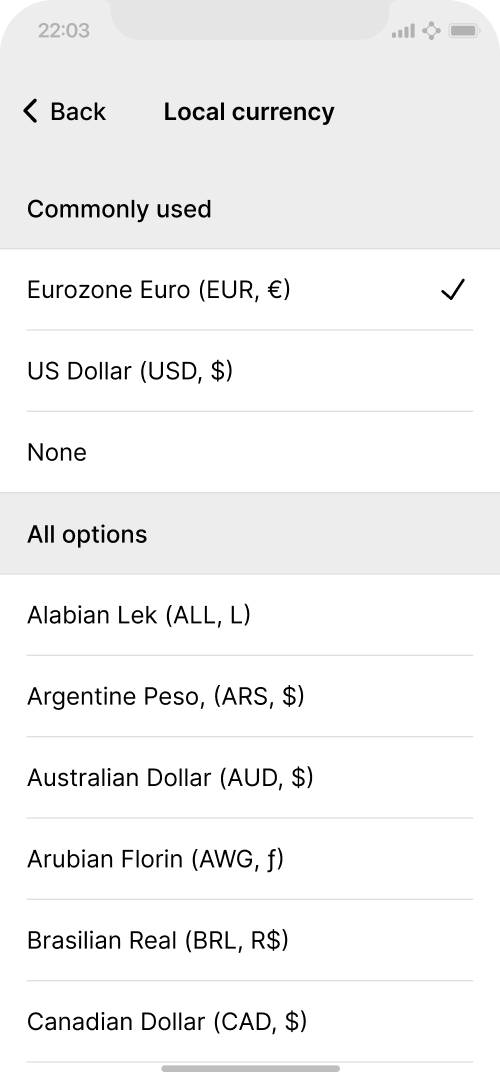 22:03
Back
Local currency
Commonly used
Eurozone Euro (EUR, €)
US Dollar (USD, $)
None
All options
Alabian Lek (ALL, L)
Argentine Peso, (ARS, $)
Australian Dollar (AUD, $)
Arubian Florin (AWG, ƒ)
Brasilian Real (BRL, R$)
Canadian Dollar (CAD, $)